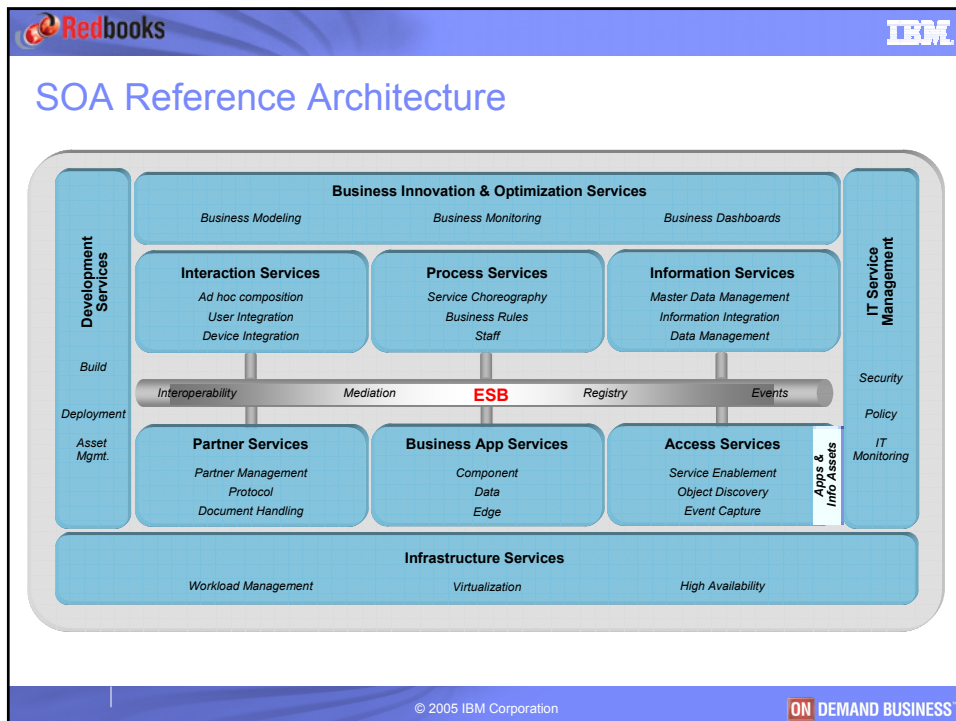 Redbooks
IBM
SOA Reference Architecture
Business Innovation & Optimization Services
Business Modeling
Business Monitoring
Business Dashboards
Development
Services
Build
Deployment
Asset
Mgmt.
Interaction Services
Ad hoc composition
User Integration
Device Integration
Process Services
Service Choreography
Business Rules
Staff
Information Services
Master Data Management
Information Integration
Data Management
IT Service
Management
Security
Policy
IT
Monitoring
Interoperability
Mediation
ESB
Registry
Events
Partner Services
Partner Management
Protocol
Document Handling
Business App Services
Component
Data
Edge
Access Services
Service Enablement
Object Discovery
Event Capture
Apps &
Info Assets
Infrastructure Services
Workload Management
Virtualization
High Availability
© 2005 IBM Corporation
ON DEMAND BUSINESS